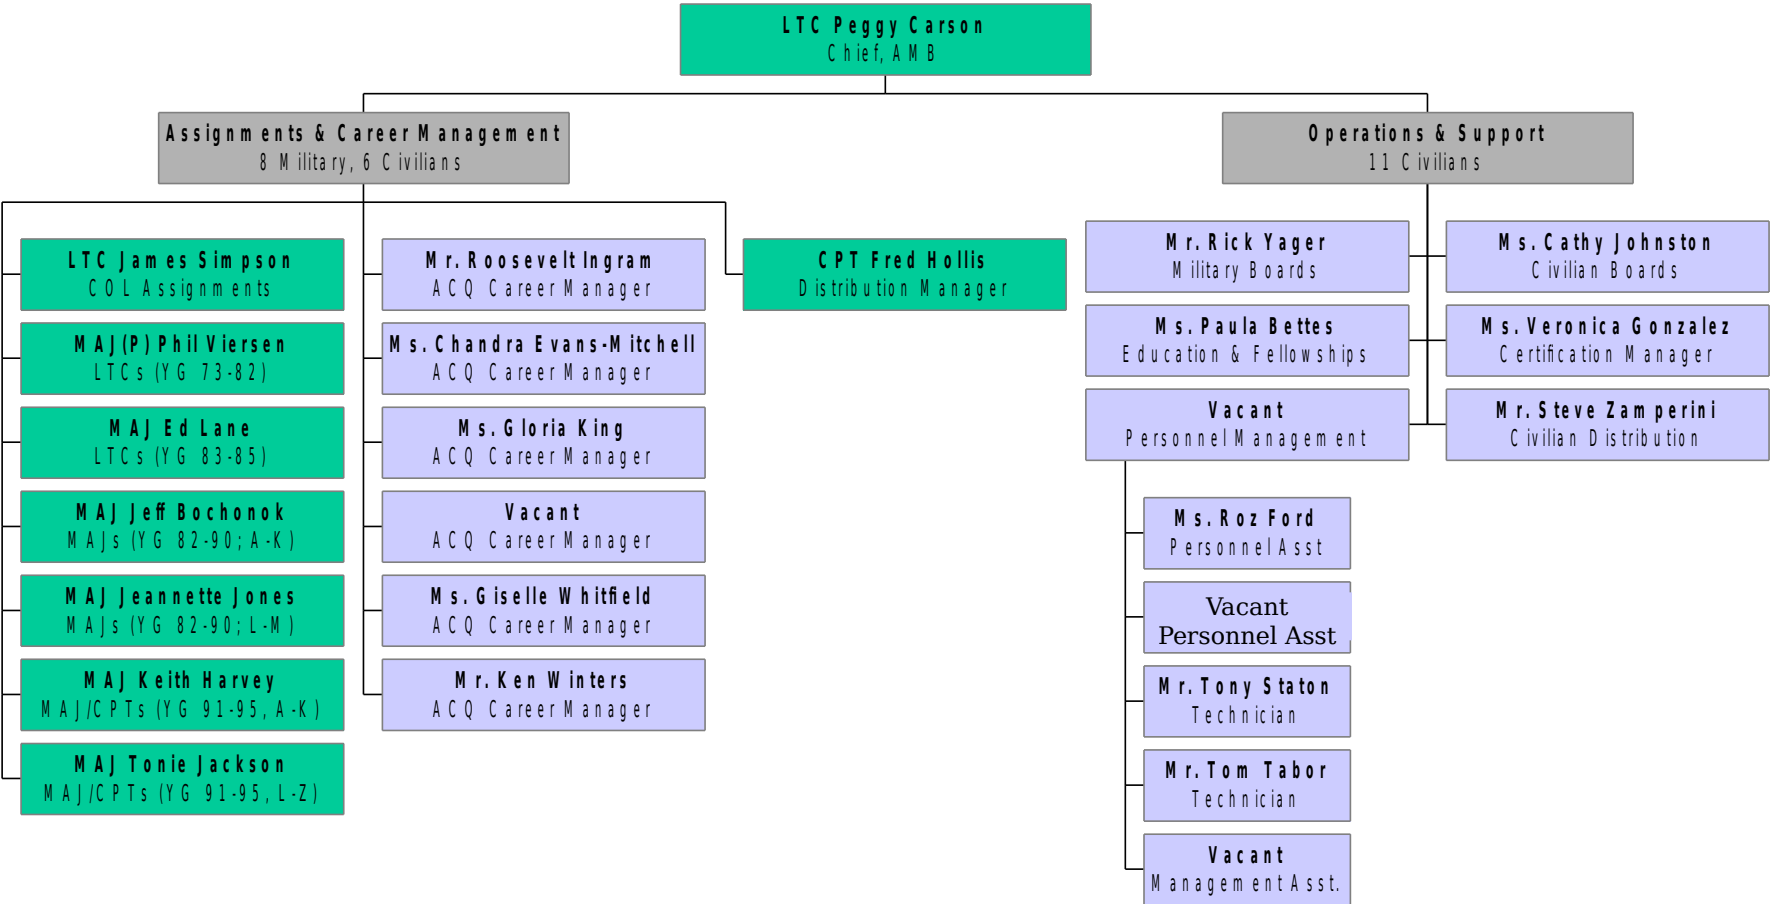 LTC Peggy Carson
Chief, AMB
Assignments & Career Management
8 Military, 6 Civilians
Operations & Support
11 Civilians
LTC James Simpson
COL Assignments
MAJ(P) Phil Viersen
LTCs (YG 73-82)
MAJ Ed Lane
LTCs (YG 83-85)
MAJ Jeff Bochonok
MAJs (YG 82-90; A-K)
MAJ Jeannette Jones
MAJs (YG 82-90; L-M)
MAJ Keith Harvey
MAJ/CPTs (YG 91-95, A-K)
MAJ Tonie Jackson
MAJ/CPTs (YG 91-95, L-Z)
Mr. Roosevelt Ingram
ACQ Career Manager
Ms. Chandra Evans-Mitchell
ACQ Career Manager
Ms. Gloria King
ACQ Career Manager
Vacant
ACQ Career Manager
Ms. Giselle Whitfield
ACQ Career Manager
Mr. Ken Winters
ACQ Career Manager
CPT Fred Hollis
Distribution Manager
Mr. Rick Yager
Military Boards
Ms. Cathy Johnston
Civilian Boards
Ms. Paula Bettes
Education & Fellowships
Ms. Veronica Gonzalez
Certification Manager
Vacant
Personnel Management
Mr. Steve Zamperini
Civilian Distribution
Ms. Roz Ford
Personnel Asst
Vacant
Personnel Asst
Mr. Tony Staton
Technician
Mr. Tom Tabor
Technician
Vacant
Management Asst.